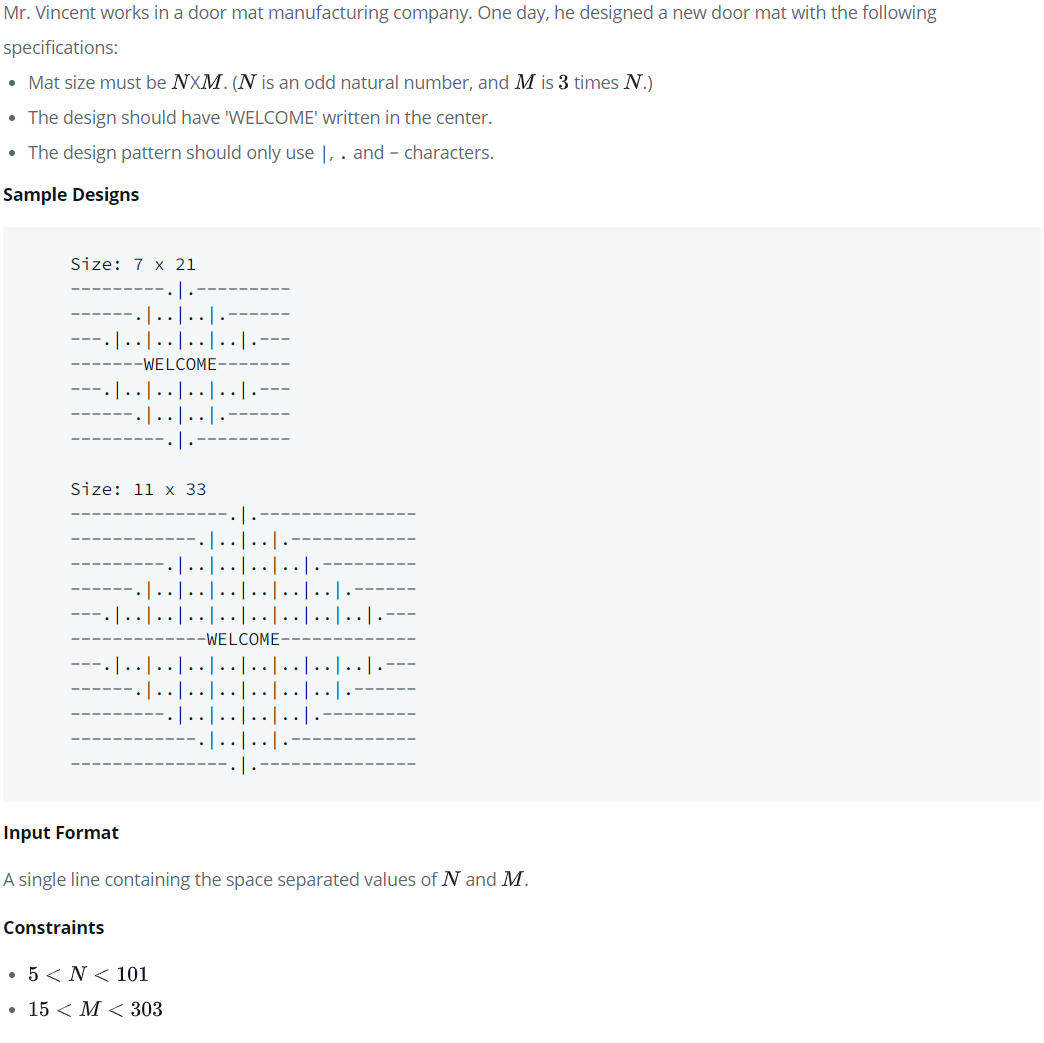 Mr. Vincent works in a door mat manufacturing company. One day, he designed a new door mat with the following
specifications:
• Mat size must be NXM. (N is an odd natural number, and M is 3 times N.)
• The design should have 'WELCOME' written in the center.
• The design pattern should only use |, . and - characters.
Sample Designs
Size: 7 x 21
---------.|.---------
------.|..|..|.------
---.|..|..|..|..|.---
-------WELCOME-------
---.|..|..|..|..|.---
------.|..|..|.------
---------.|.---------
Size: 11 x 33
---------------.|.---------------
------------.|..|..|.------------
---------.|..|..|..|..|.---------
------.|..|..|..|..|..|..|.------
---.|..|..|..|..|..|..|..|..|.---
-------------WELCOME-------------
---.|..|..|..|..|..|..|..|..|.---
------.|..|..|..|..|..|..|.------
---------.|..|..|..|..|.---------
------------.|..|..|.------------
---------------.|.---------------
Input Format
A single line containing the space separated values of N and M.
Constraints
• 5 < N < 101
• 15 < M < 303